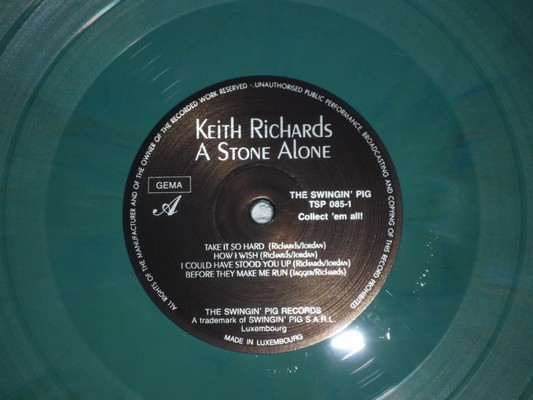 ALL RIGHTS OF THE MANUFACTURER AND OF THE OWNER OF THE RECORDED WORK RESERVED - UNAUTHORISED PUBLIC PERFORMANCE, BROADCASTING AND COPYING OF THIS RECORD PROHIBITED
KEITH RICHARDS
A STONE ALONE
GEMA
A
THE SWINGIN' PIG
TSP 085-1
Collect 'em all!
TAKE IT SO HARD (RICHARDS/JORDAN)
HOW I WISH (RICHARDS/JORDAN)
I COULD HAVE STOOD YOU UP (RICHARDS/JORDAN)
BEFORE THEY MAKE ME RUN (JAGGER/RICHARDS)
THE SWINGIN' PIG RECORDS
A trademark of SWINGIN' PIG S.A R.L.
Luxembourg
MADE IN LUXEMBOURG